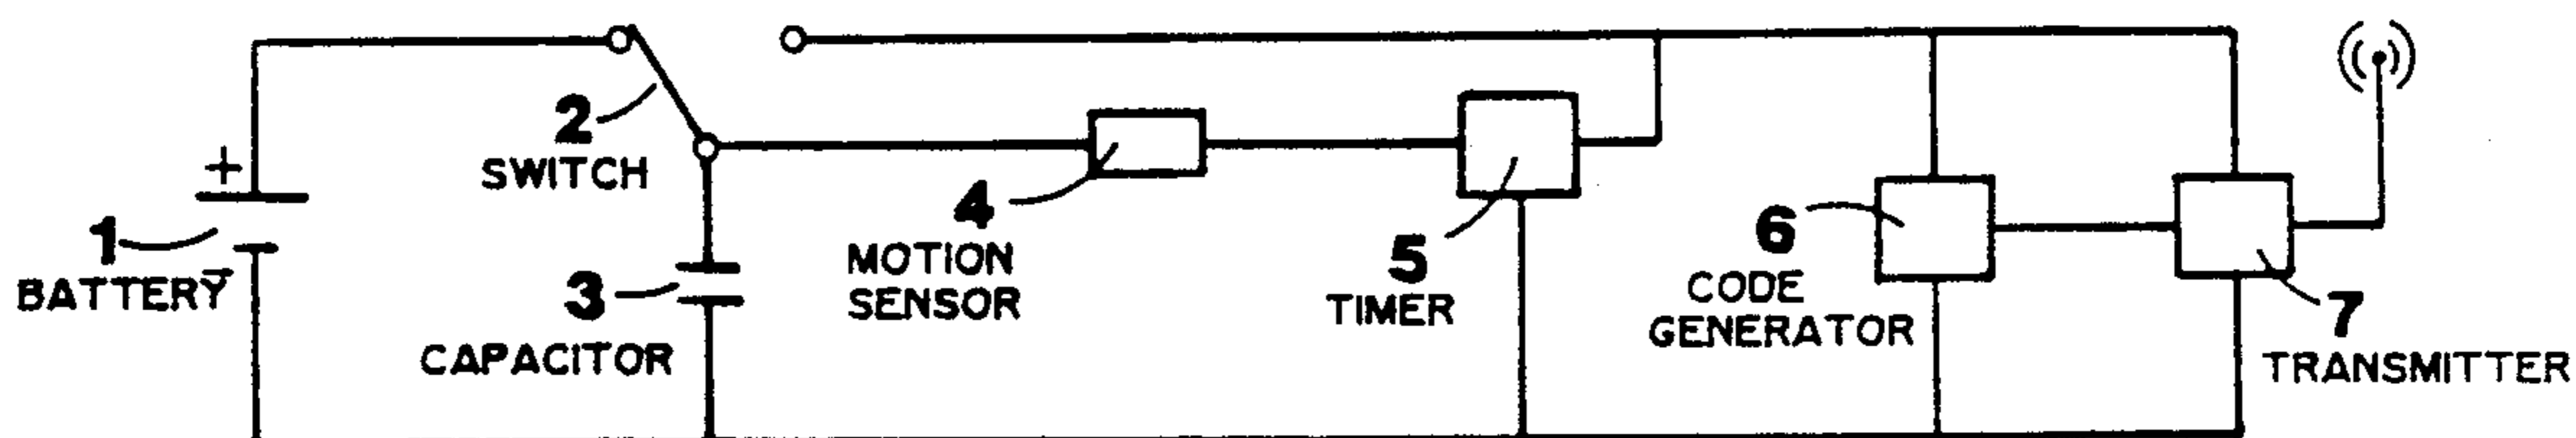 +
1
BATTERY
-
2
SWITCH
3
CAPACITOR
4
MOTION
SENSOR
5
TIMER
6
CODE
GENERATOR
7
TRANSMITTER